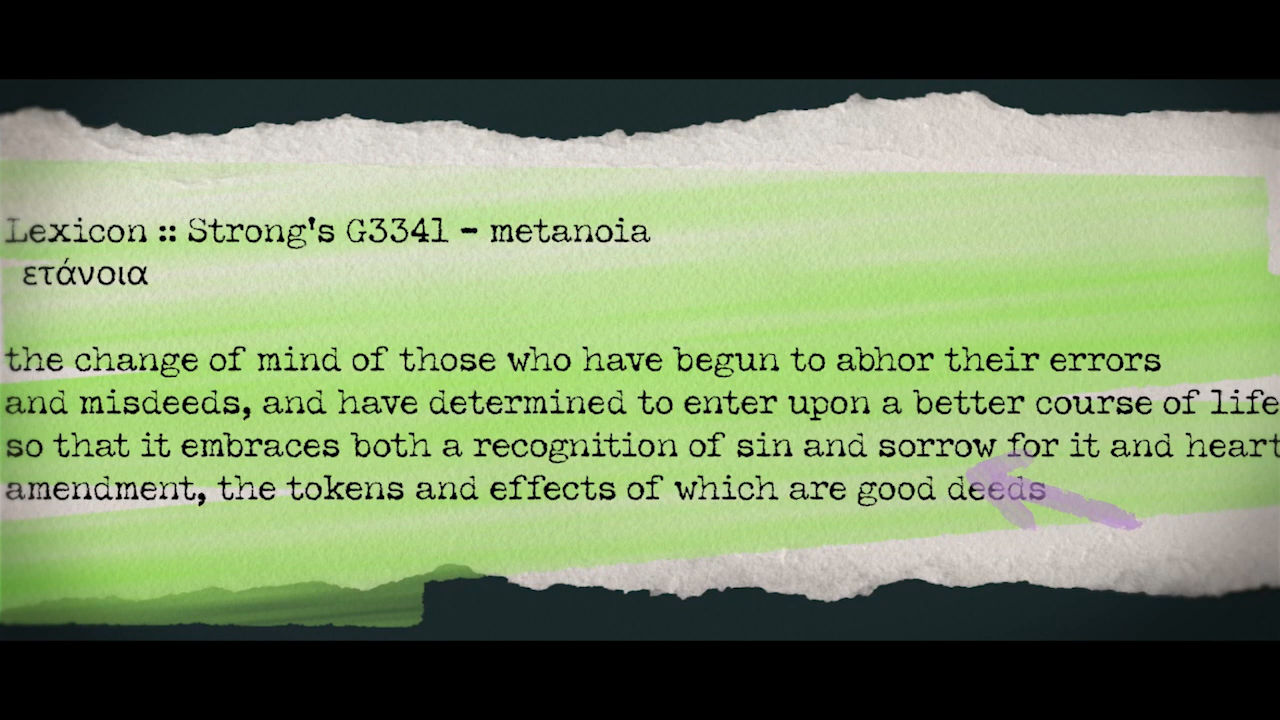 Lexicon :: Strong's G3341 – metanoia
ετάνοια
the change of mind of those who have begun to abhor their errors
and misdeeds, and have determined to enter upon a better course of life
so that it embraces both a recognition of sin and sorrow for it and heart
amendment, the tokens and effects of which are good deeds